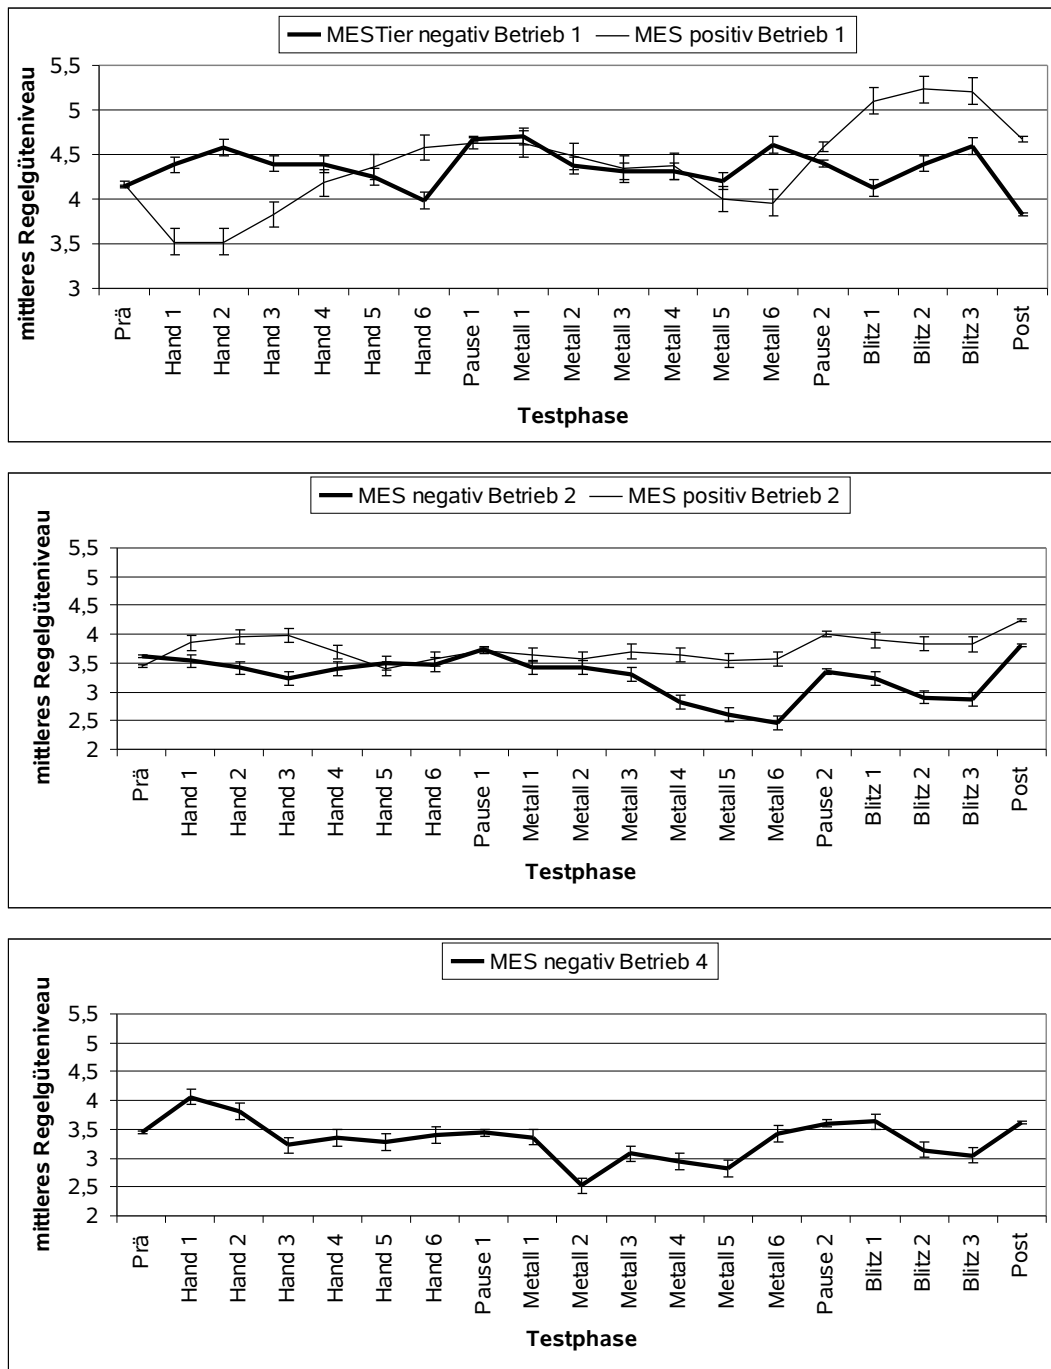 MESTier negativ Betrieb 1 MES positiv Betrieb 1
mittleres Regelgüteniveau
5,5
5
4,5
4
3,5
3
Prä
Hand 1
Hand 2
Hand 3
Hand 4
Hand 5
Hand 6
Pause 1
Metall 1
Metall 2
Metall 3
Metall 4
Metall 5
Metall 6
Pause 2
Blitz 1
Blitz 2
Blitz 3
Post
Testphase
MES negativ Betrieb 2 MES positiv Betrieb 2
mittleres Regelgüteniveau
5,5
5
4,5
4
3,5
3
2,5
2
Prä
Hand 1
Hand 2
Hand 3
Hand 4
Hand 5
Hand 6
Pause 1
Metall 1
Metall 2
Metall 3
Metall 4
Metall 5
Metall 6
Pause 2
Blitz 1
Blitz 2
Blitz 3
Post
Testphase
MES negativ Betrieb 4
mittleres Regelgüteniveau
5,5
5
4,5
4
3,5
3
2,5
2
Prä
Hand 1
Hand 2
Hand 3
Hand 4
Hand 5
Hand 6
Pause 1
Metall 1
Metall 2
Metall 3
Metall 4
Metall 5
Metall 6
Pause 2
Blitz 1
Blitz 2
Blitz 3
Post
Testphase